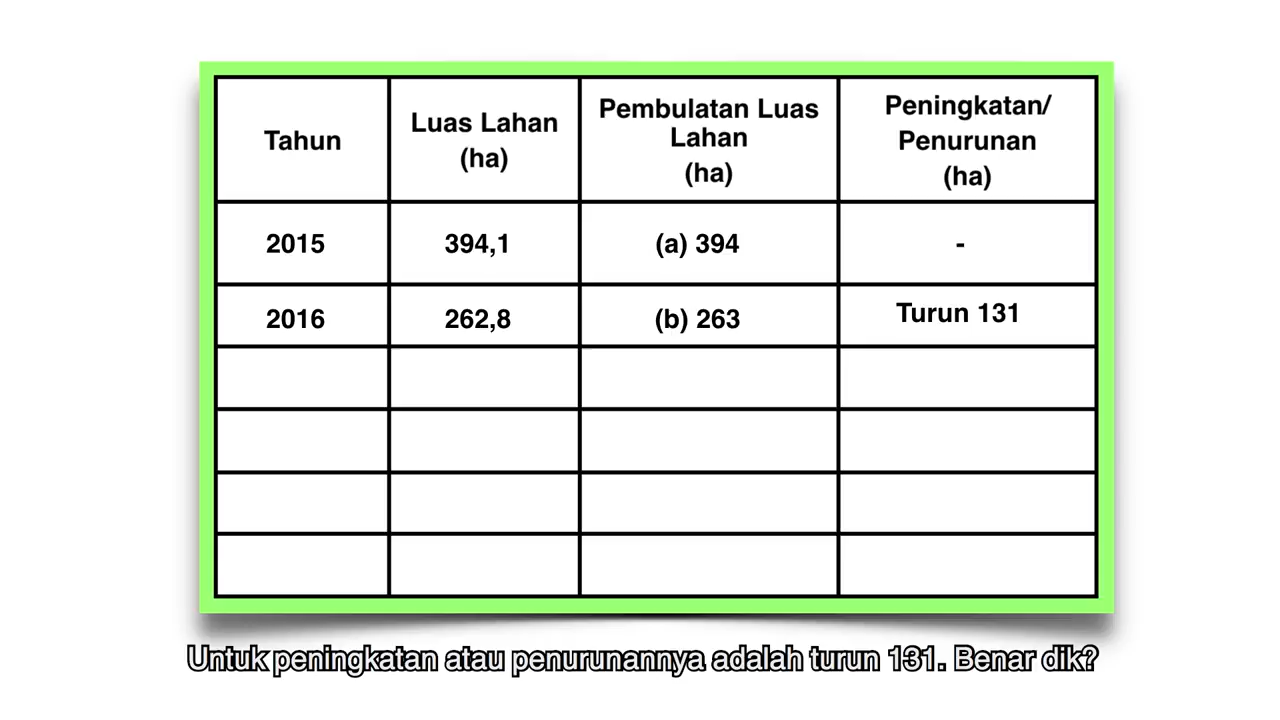 Tahun
Luas Lahan
(ha)
Pembulatan Luas
Lahan
(ha)
Peningkatan/
Penurunan
(ha)
2015 394,1 (a) 394 -
2016 262,8 (b) 263 Turun 131
Untuk peningkatan atau penurunannya adalah turun 131. Benar dik?